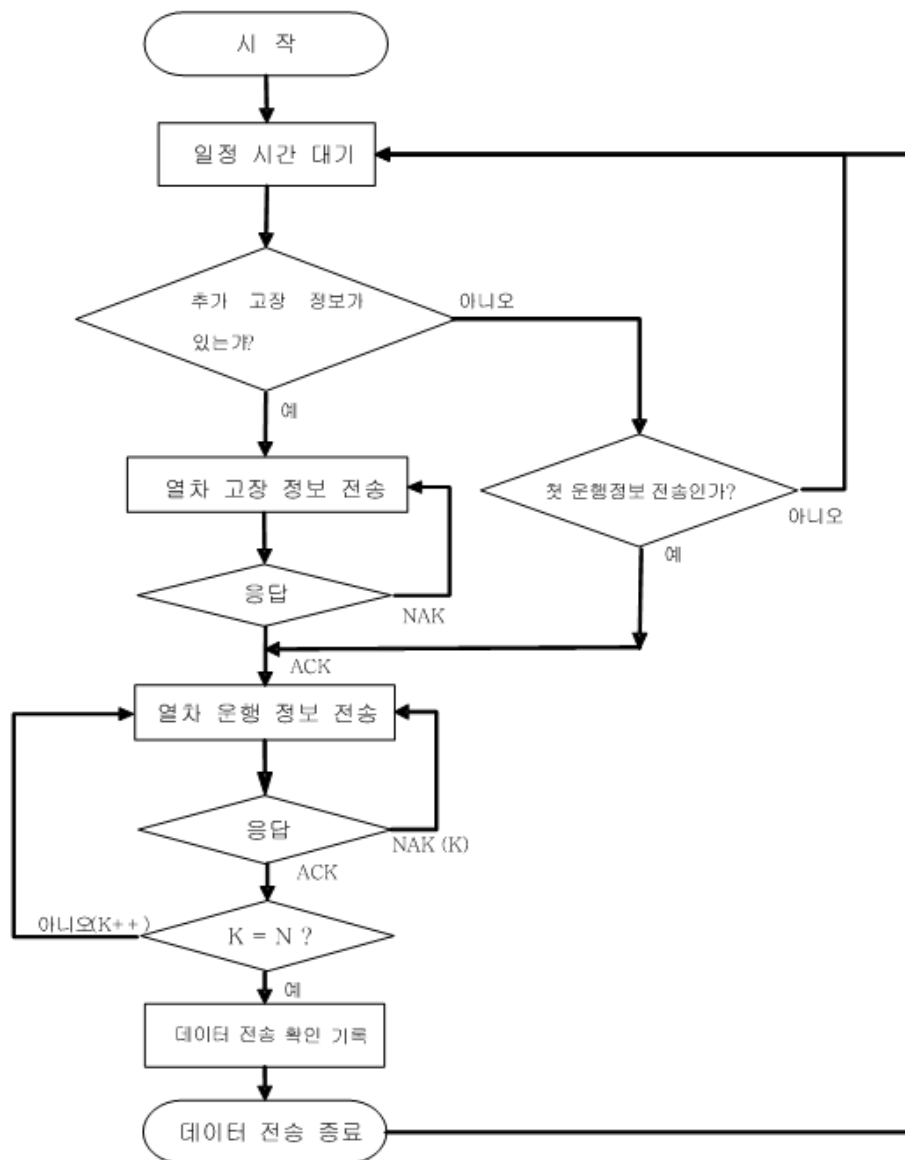 시 작
일정 시간 대기
추가 고장 정보가
있는가?
아니오
예
열차 고장 정보 전송
첫 운행정보 전송인가?
아니오
예
응답
NAK
ACK
열차 운행 정보 전송
응답
NAK (K)
ACK
아니오(K++)
K = N ?
예
데이터 전송 확인 기록
데이터 전송 종료